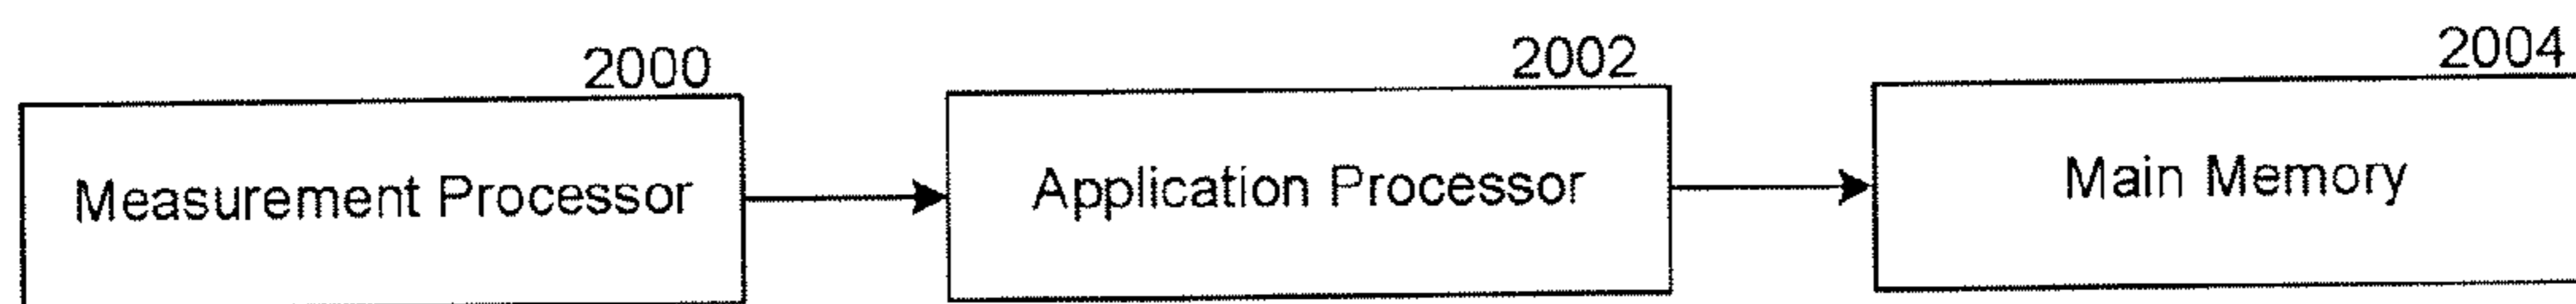 2000
2002
2004
Measurement Processor
Application Processor
Main Memory